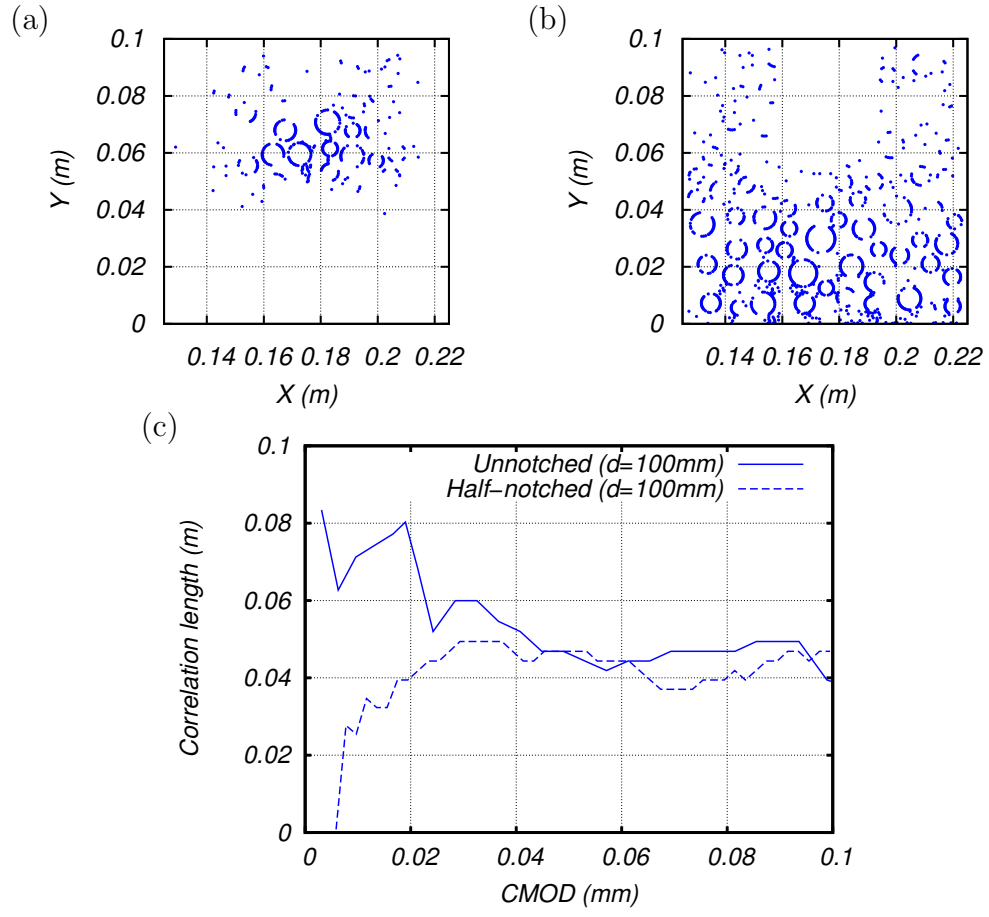 (a)
0.1
0.08
0.06
0.04
0.02
0
Y (m)
0.14 0.16 0.18 0.2 0.22
X (m)
(b)
0.1
0.08
0.06
0.04
0.02
0
Y (m)
0.14 0.16 0.18 0.2 0.22
X (m)
(c)
0.1
0.08
0.06
0.04
0.02
0
Correlation length (m)
Unnotched (d=100mm)
Half−notched (d=100mm)
0 0.02 0.04 0.06 0.08 0.1
CMOD (mm)